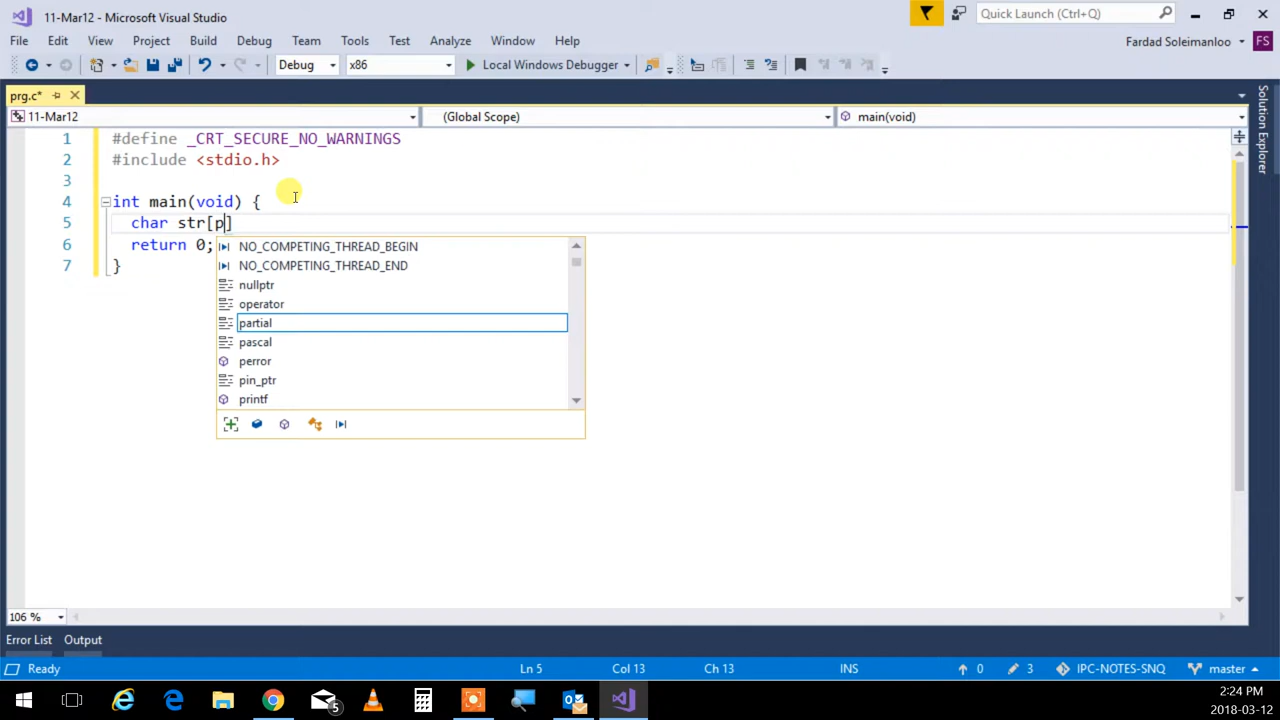 11-Mar12 - Microsoft Visual Studio
Quick Launch (Ctrl+Q)
File Edit View Project Build Debug Team Tools Test Analyze Window Help
Fardad Soleimanloo FS
Debug x86 Local Windows Debugger
prg.c*
11-Mar12 (Global Scope) main(void)
Solution Explorer
1 #define _CRT_SECURE_NO_WARNINGS
2 #include <stdio.h>
3
4 int main(void) {
5 char str[p]
6 return 0;
7 }
NO_COMPETING_THREAD_BEGIN
NO_COMPETING_THREAD_END
nullptr
operator
partial
pascal
perror
pin_ptr
printf
106 %
Error List Output
Ready Ln 5 Col 13 Ch 13 INS 0 3 IPC-NOTES-SNQ master
5
2:24 PM
2018-03-12